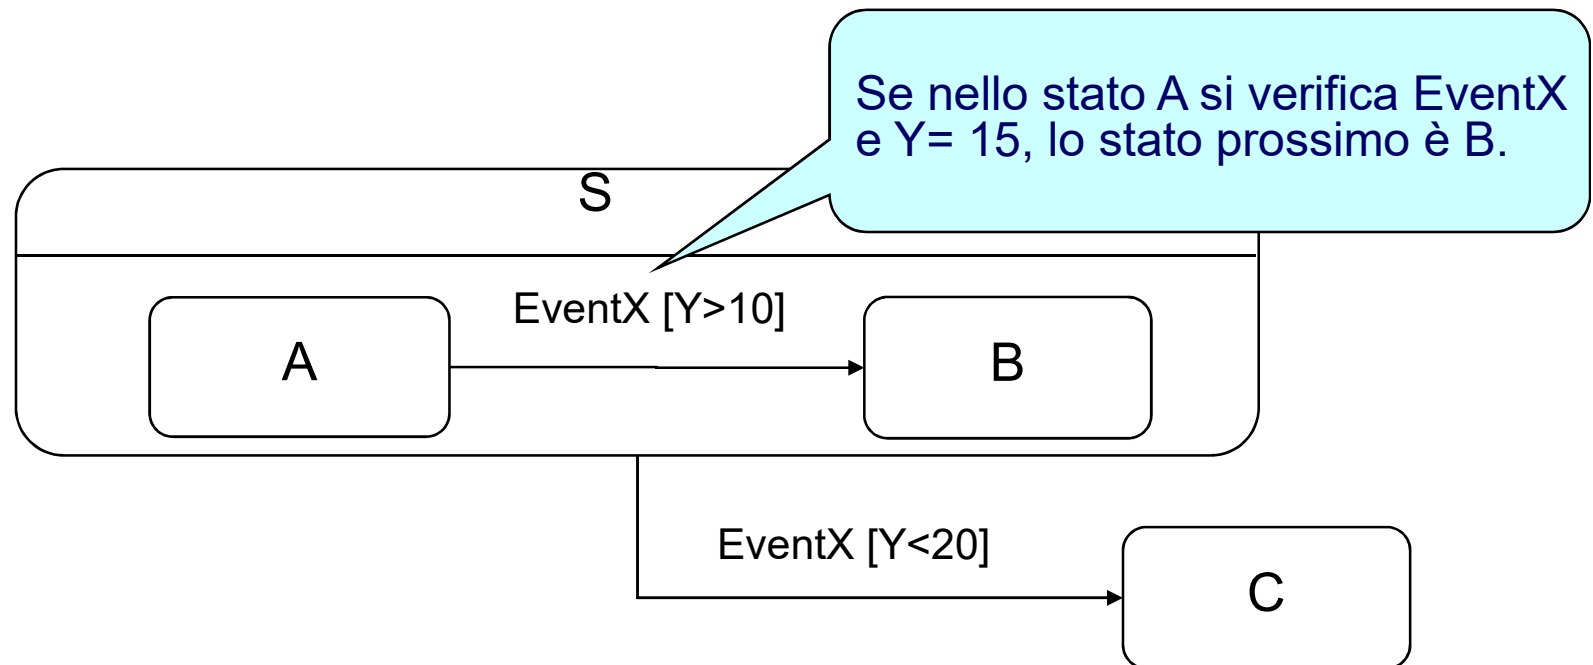 Se nello stato A si verifica EventX
e Y= 15, lo stato prossimo è B.
S
EventX [Y>10]
A
B
EventX [Y<20]
C